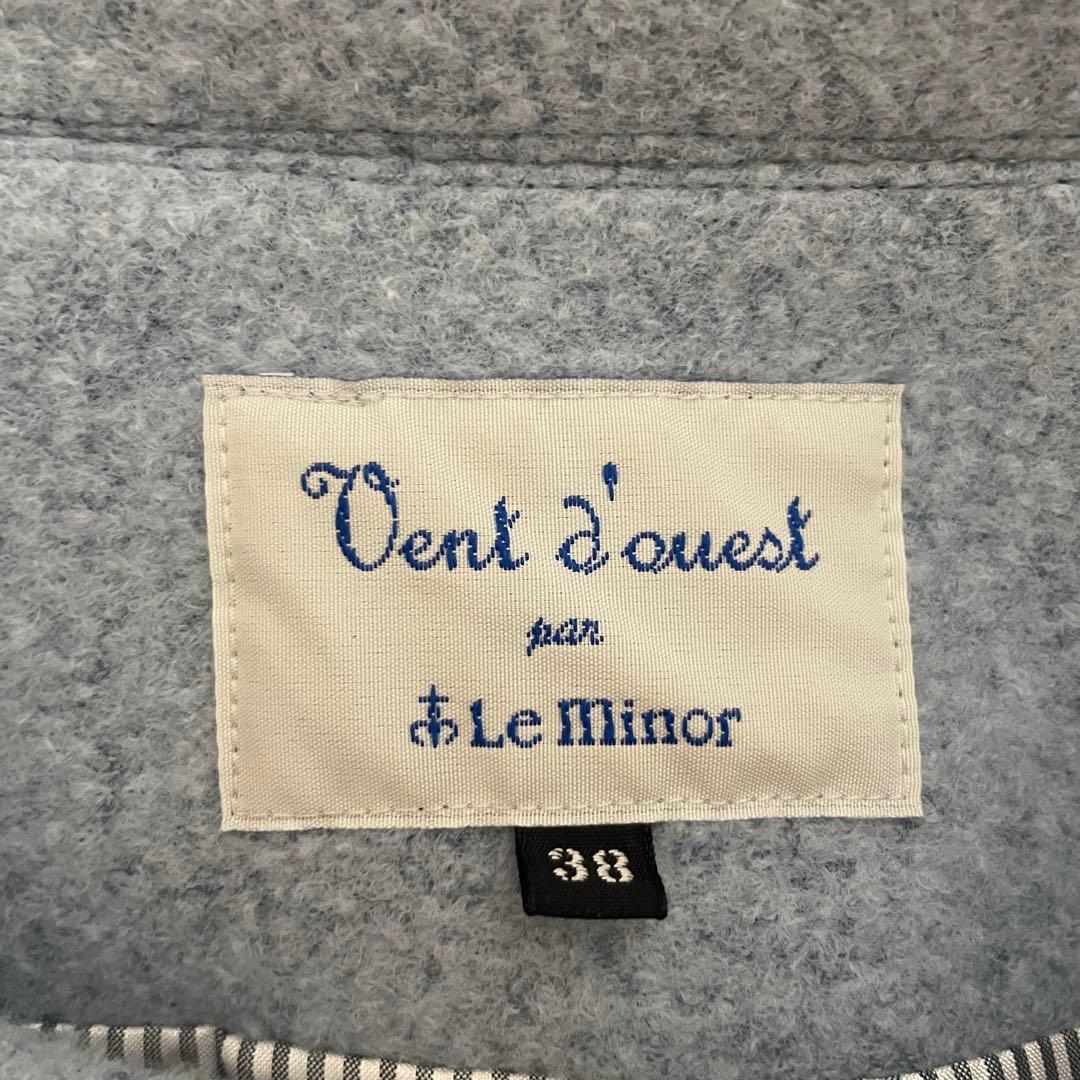 Vent d'ouest
par
Le minor
38